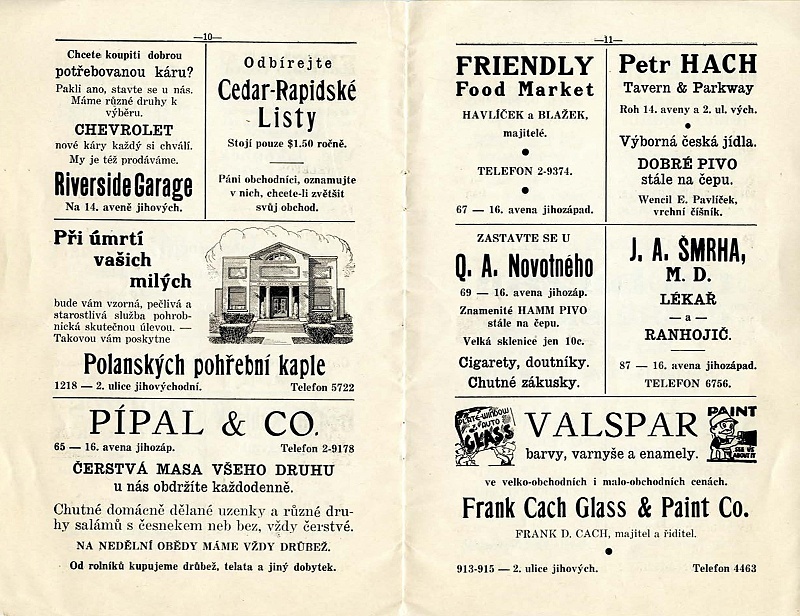 —10—
Chcete koupiti dobrou
potřebovanou káru?
Pakli ano, stavte se u nás.
Máme různé druhy k
výběru.
CHEVROLET
nové káry každý si chválí.
My je též prodáváme.
Riverside Garage
Na 14. aveně jihových.
Odbírejte
Cedar-Rapidské
Listy
Stojí pouze $1.50 ročně.
Páni obchodníci, oznamujte
v nich, chcete-li zvětšit
svůj obchod.
Při úmrtí
vašich
milých
bude vám vzorná, pečlivá a
starostlivá služba pohrob-
nická skutečnou úlevou. —
Takovou vám poskytne
Polanských pohřební kaple
1218 — 2. ulice jihovýchodní. Telefon 5722
PÍPAL & CO.
65 — 16. avena jihozáp. Telefon 2-9178
ČERSTVÁ MASA VŠEHO DRUHU
u nás obdržíte každodenně.
Chutné domácně dělané uzenky a různé dru-
hy salámů s česnekem neb bez, vždy čerstvé.
NA NEDĚLNÍ OBĚDY MÁME VŽDY DRŮBEŽ.
Od rolníků kupujeme drůbež, telata a jiný dobytek.
—11—
FRIENDLY
Food Market
HAVLÍČEK a BLAŽEK,
majitelé.
TELEFON 2-9374.
67 — 16. avena jihozápad.
Petr HACH
Tavern & Parkway
Roh 14. aveny a 2. ul. vých.
Výborná česká jídla.
DOBRÉ PIVO
stále na čepu.
Wencil E. Pavlíček,
vrchní číšník.
ZASTAVTE SE U
Q. A. Novotného
69 — 16. avena jihozáp.
Znamenité HAMM PIVO
stále na čepu.
Velká sklenice jen 10c.
Cigarety, doutníky.
Chutné zákusky.
J. A. ŠMRHA,
M. D.
LÉKAŘ
— a —
RANHOJIČ.
87 — 16. avena jihozápad.
TELEFON 6756.
PLATE-WINDOW
AUTO
GLASS
VALSPAR
barvy, varnyše a enamely.
PAINT
SEE US
ABOUT IT
ve velko-obchodních i malo-obchodních cenách.
Frank Cach Glass & Paint Co.
FRANK D. CACH, majitel a řiditel.
913-915 — 2. ulice jihových. Telefon 4463